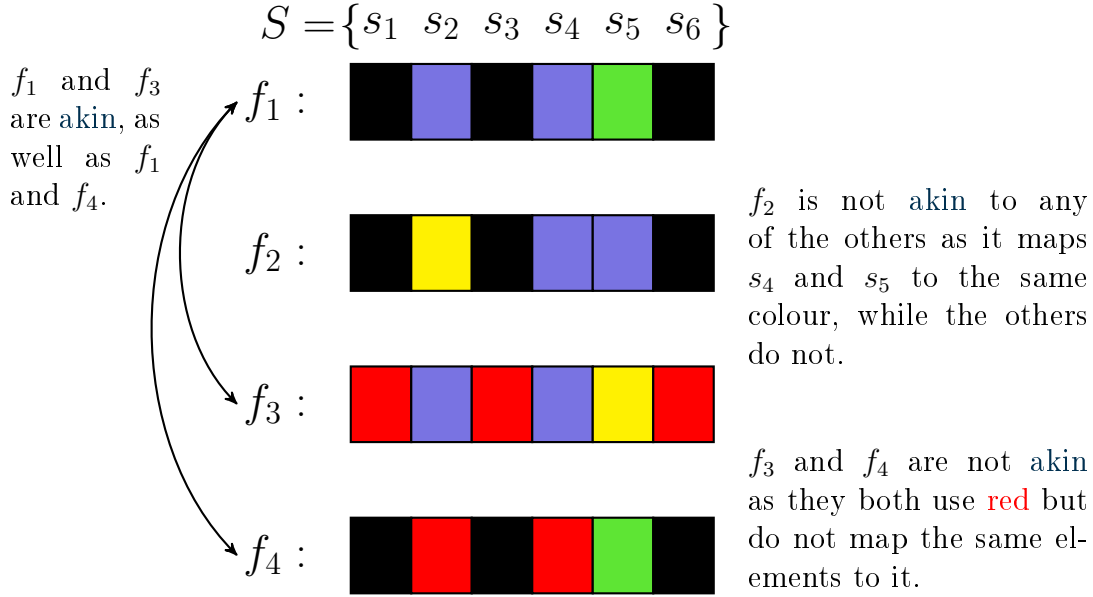 S = {s₁ s₂ s₃ s₄ s₅ s₆ }
f₁ and f₃
are akin, as
well as f₁
and f₄.
f₁ :
f₂ :
f₂ is not akin to any
of the others as it maps
s₄ and s₅ to the same
colour, while the others
do not.
f₃ :
f₃ and f₄ are not akin
as they both use red but
do not map the same el-
ements to it.
f₄ :